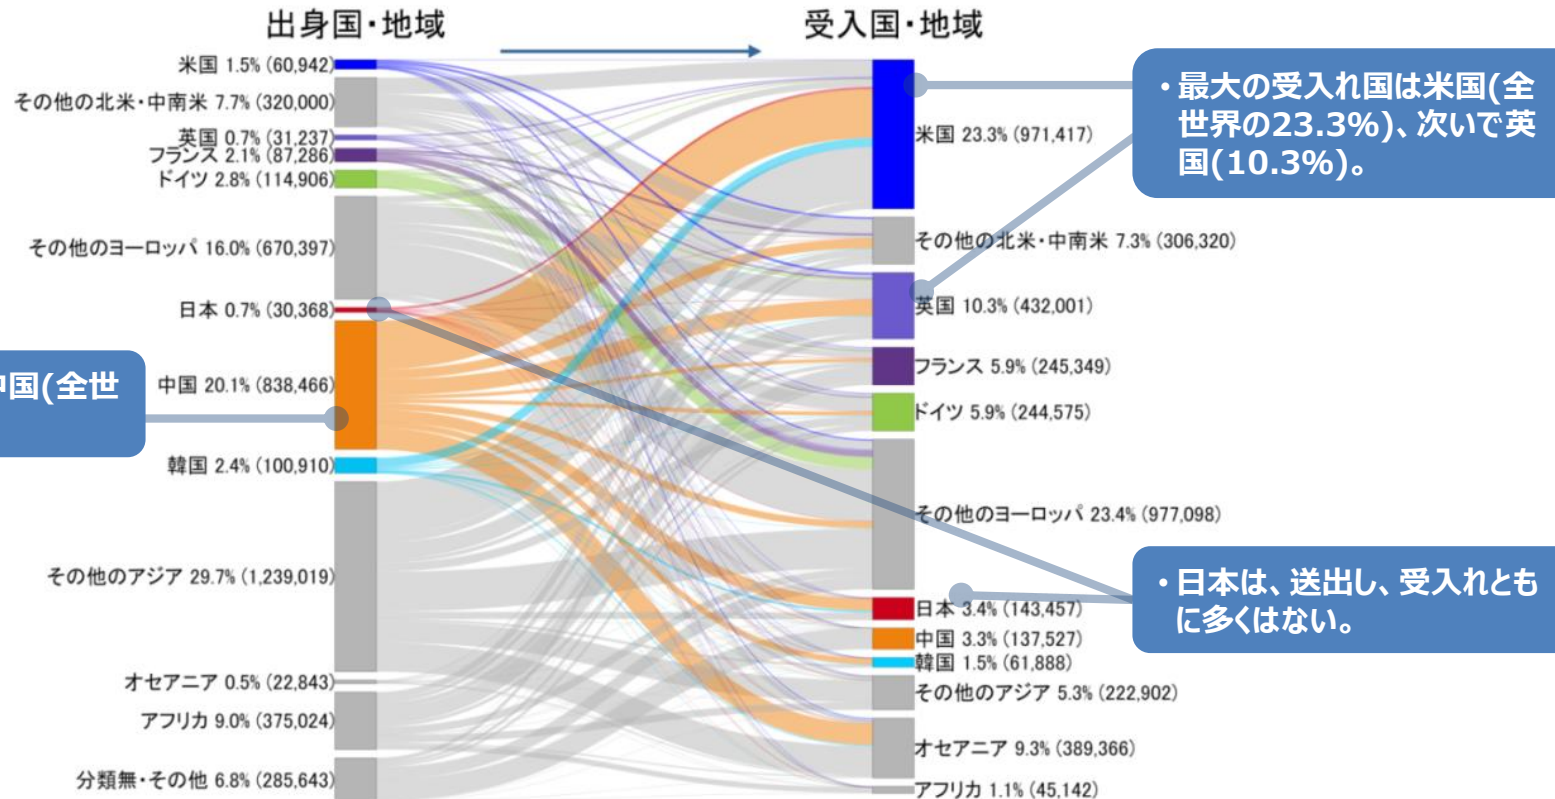 出身国・地域
受入国・地域
米国 1.5% (60,942)
その他の北米・中南米 7.7% (320,000)
英国 0.7% (31,237)
フランス 2.1% (87,286)
ドイツ 2.8% (114,906)
その他のヨーロッパ 16.0% (670,397)
日本 0.7% (30,368)
中国 20.1% (838,466)
韓国 2.4% (100,910)
その他のアジア 29.7% (1,239,019)
オセアニア 0.5% (22,843)
アフリカ 9.0% (375,024)
分類無・その他 6.8% (285,643)
中国(全世
米国 23.3% (971,417)
その他の北米・中南米 7.3% (306,320)
英国 10.3% (432,001)
フランス 5.9% (245,349)
ドイツ 5.9% (244,575)
その他のヨーロッパ 23.4% (977,098)
日本 3.4% (143,457)
中国 3.3% (137,527)
韓国 1.5% (61,888)
その他のアジア 5.3% (222,902)
オセアニア 9.3% (389,366)
アフリカ 1.1% (45,142)
・最大の受入れ国は米国(全
世界の23.3%)、次いで英
国(10.3%)。
・日本は、送出し、受入れとも
に多くはない。